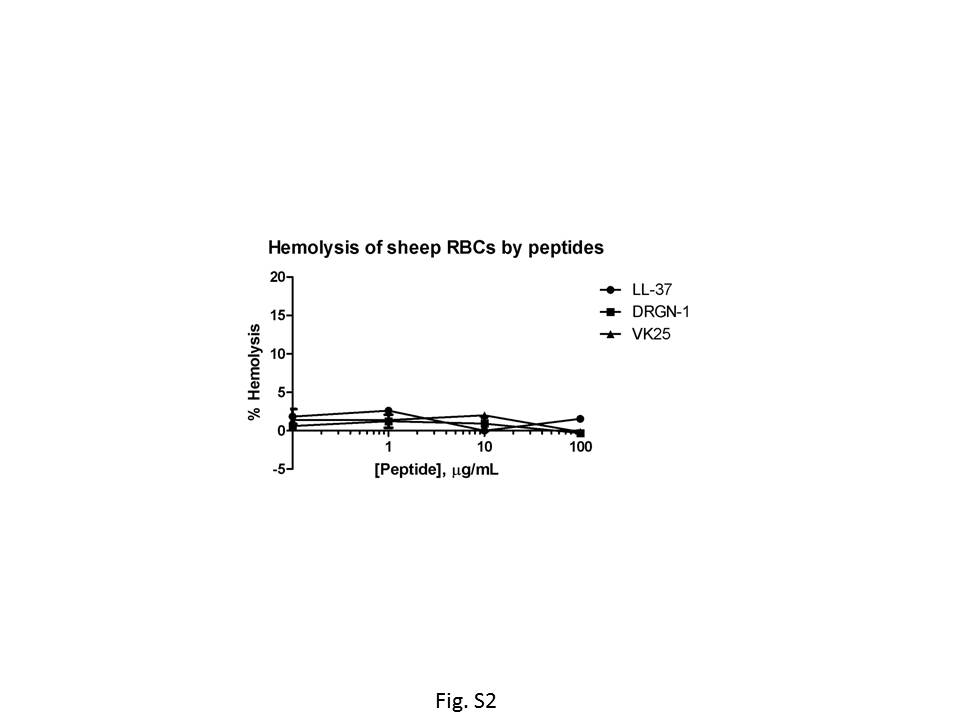 Hemolysis of sheep RBCs by peptides
20
15
10
5
0
-5
% Hemolysis
1
10
100
[Peptide], μg/mL
LL-37
DRGN-1
VK25
Fig. S2